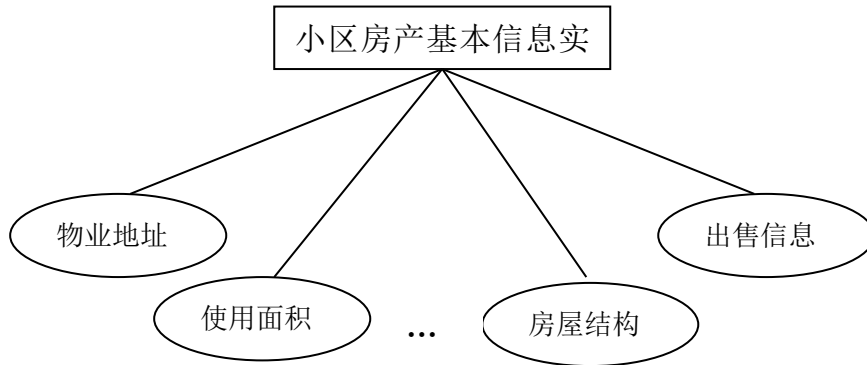 小区房产基本信息实
物业地址
出售信息
使用面积
...
房屋结构